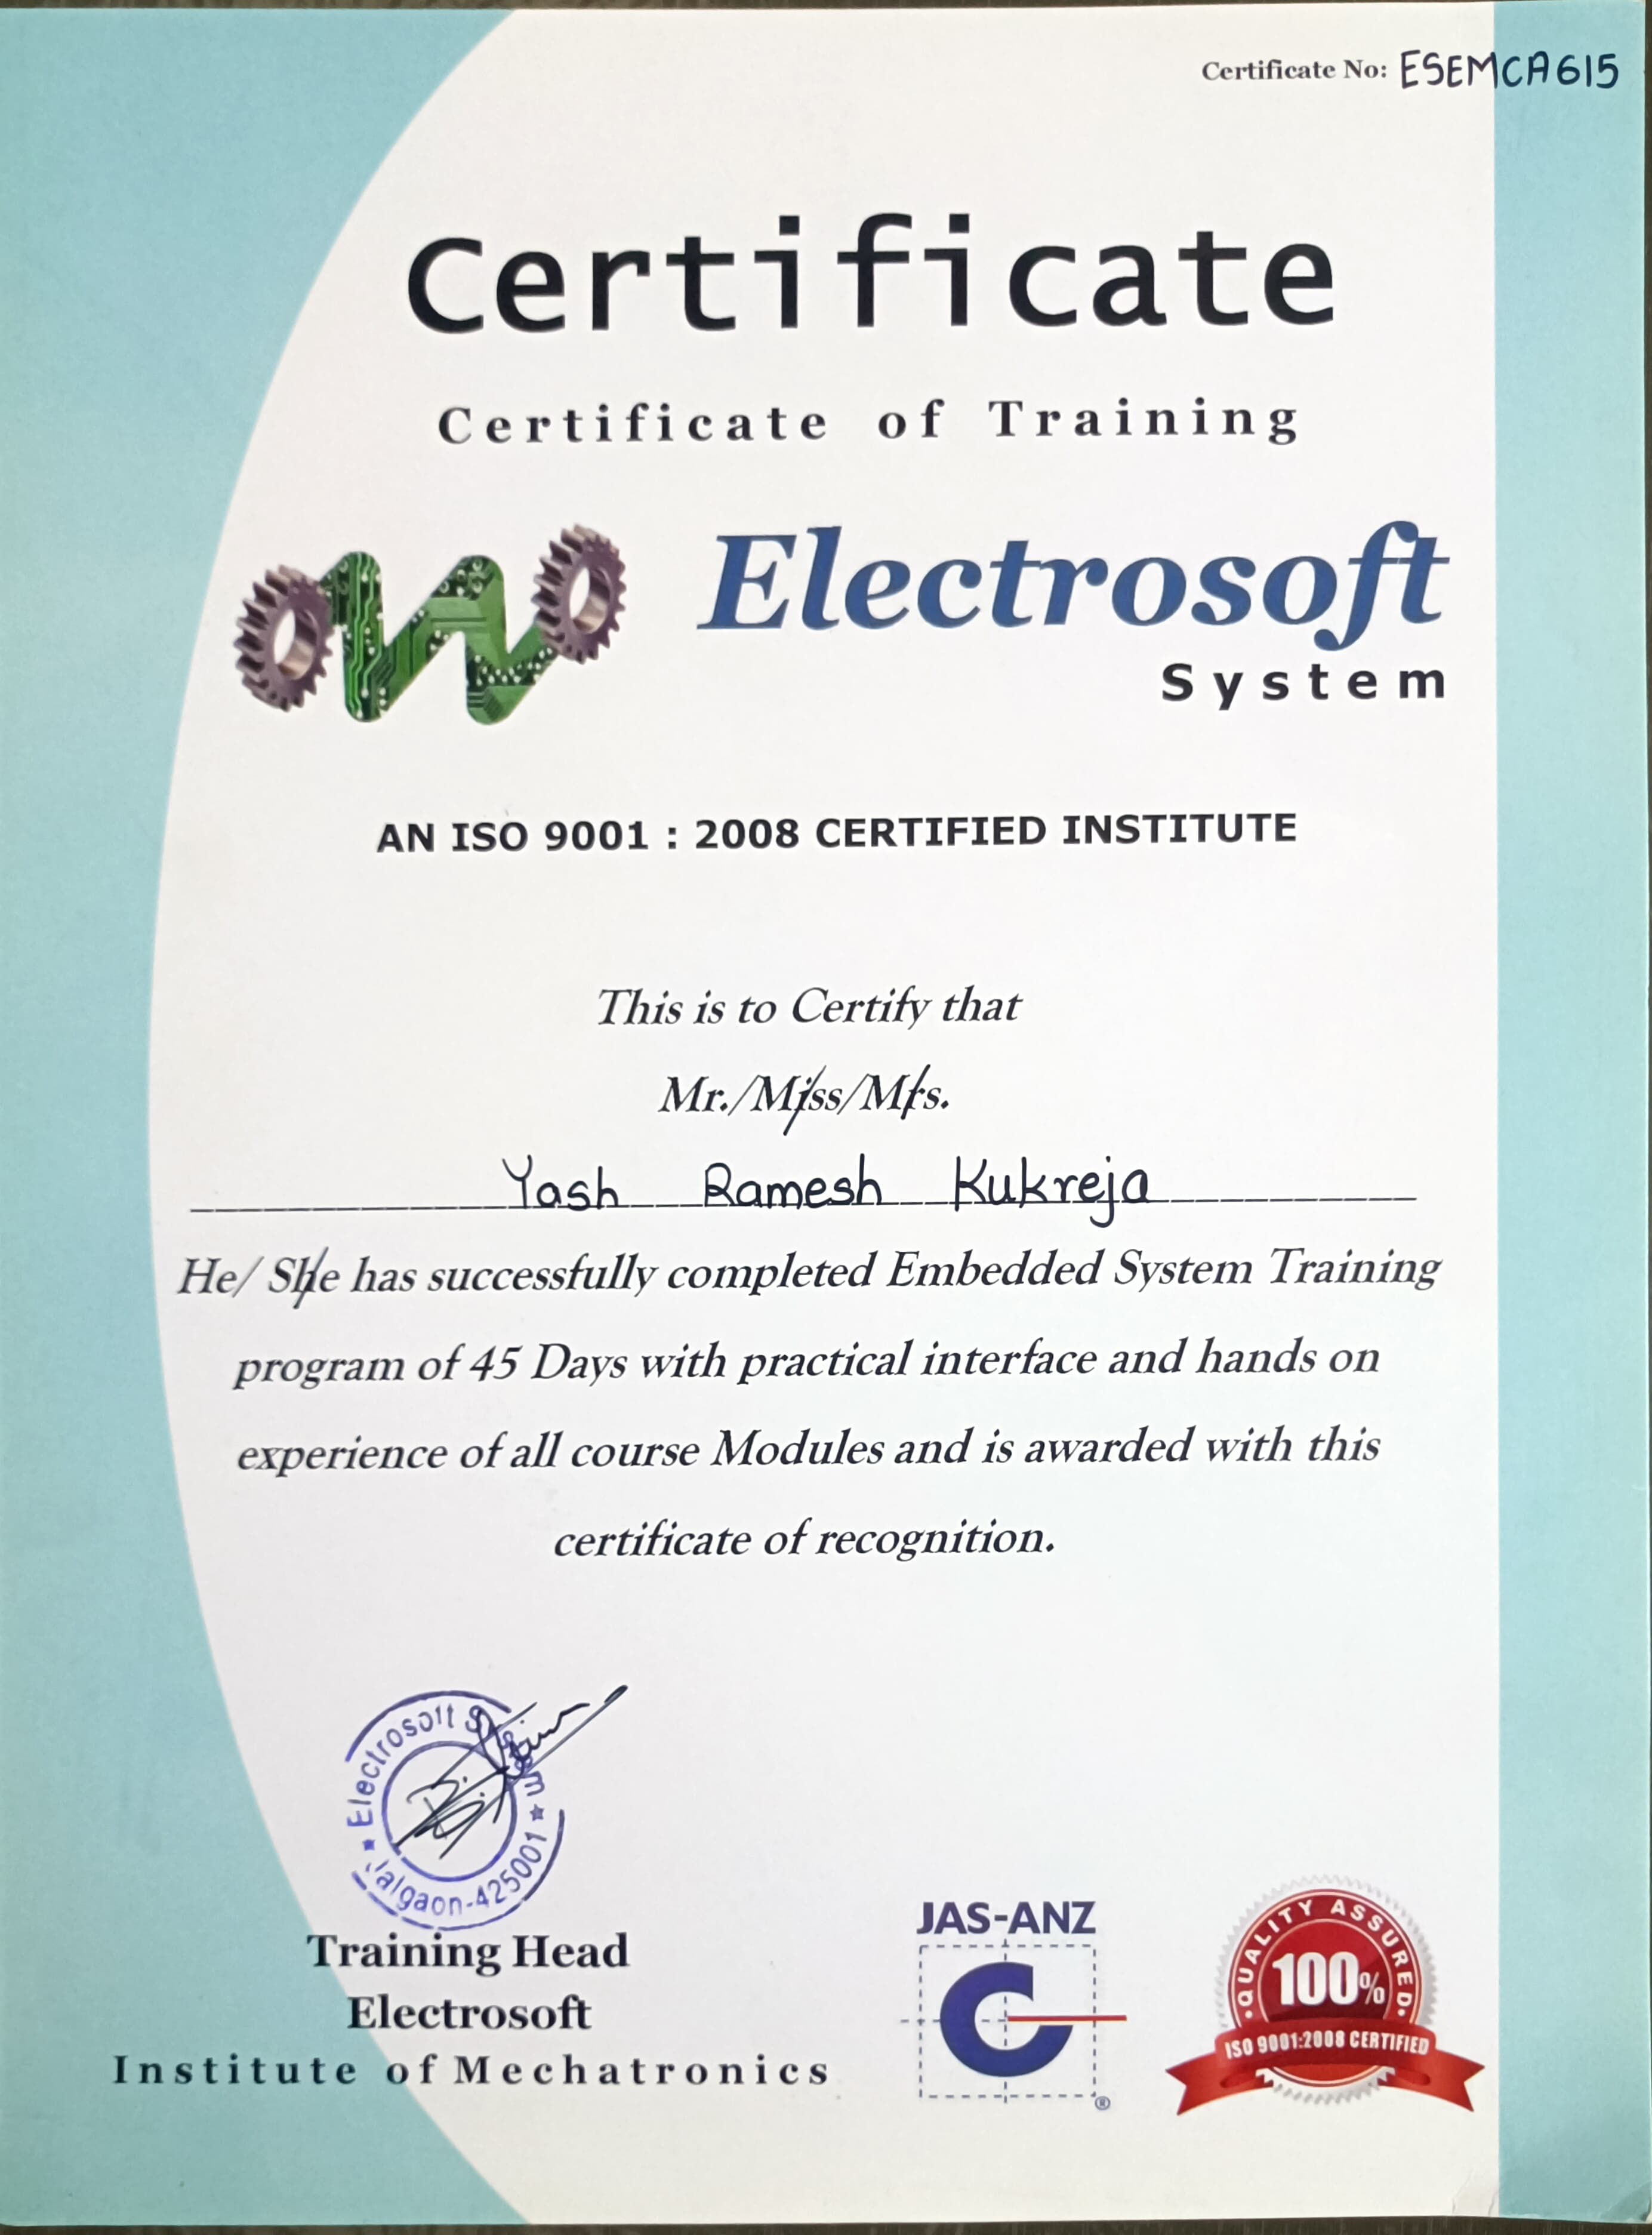 Certificate No: ESEMCA615
Certificate
Certificate of Training
Electrosoft
System
AN ISO 9001 : 2008 CERTIFIED INSTITUTE
This is to Certify that
Mr./Miss/Mrs.
Yash Ramesh Kukreja
He/ She has successfully completed Embedded System Training
program of 45 Days with practical interface and hands on
experience of all course Modules and is awarded with this
certificate of recognition.
Electrosoft System
Jalgaon-425001
Training Head
Electrosoft
Institute of Mechatronics
JAS-ANZ
®
QUALITY ASSURED
100%
ISO 9001:2008 CERTIFIED